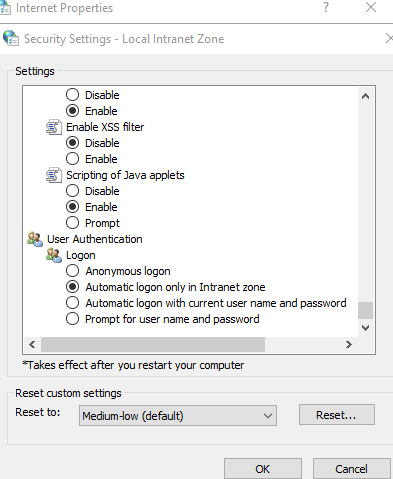 Internet Properties
Security Settings - Local Intranet Zone
Settings
Disable
Enable
Enable XSS filter
Disable
Enable
Scripting of Java applets
Disable
Enable
Prompt
User Authentication
Logon
Anonymous logon
Automatic logon only in Intranet zone
Automatic logon with current user name and password
Prompt for user name and password
*Takes effect after you restart your computer
Reset custom settings
Reset to: Medium-low (default) Reset...
OK Cancel